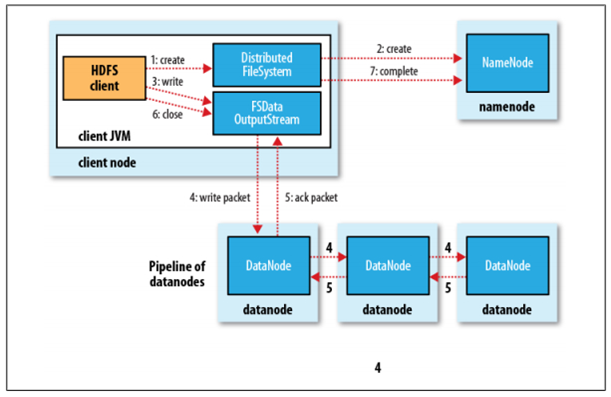 1: create
HDFS
client
3: write
6: close
Distributed
FileSystem
FSData
OutputStream
client JVM
client node
2: create
7: complete
NameNode
namenode
4: write packet
5: ack packet
Pipeline of
datanodes
DataNode
4
5
DataNode
4
5
DataNode
datanode
datanode
datanode
4